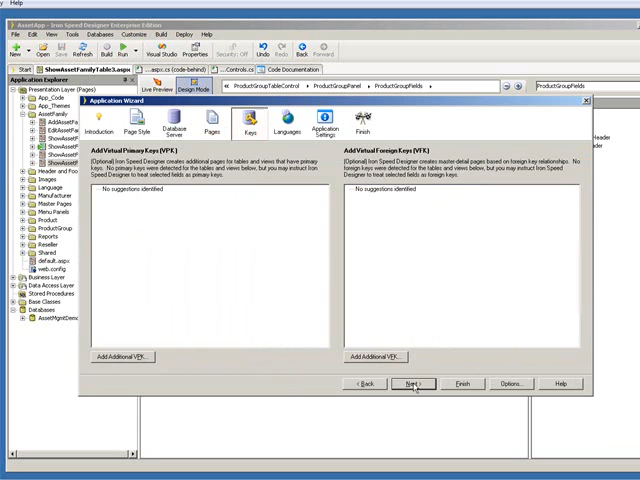 Help
AssetApp - Iron Speed Designer Enterprise Edition
File Edit View Tools Databases Customize Build Deploy Help
New Open Save Refresh Build Run Visual Studio Properties Security: Off Undo Redo Back Forward
Start ShowAssetFamilyTable3.aspx ....aspx.cs (code-behind) ...Controls.cs Code Documentation
Application Explorer
Live Preview Design Mode ProductGroupTableControl ProductGroupPanel ProductGroupFields ProductGroupFields
Presentation Layer (Pages)
App_Code
App_Themes
AssetFamily
AddAssetF
EditAssetF
ShowAssetF
ShowAssetF
ShowAssetF
ShowAssetF
Header and Foo
Images
Language
Manufacturer
Master Pages
Menu Panels
Product
ProductGroup
Reports
Reseller
Shared
default.aspx
web.config
Business Layer
Data Access Layer
Stored Procedures
Base Classes
Databases
AssetMgmtDemo
Application Wizard
Introduction Page Style Database Server Pages Keys Languages Application Settings Finish
Add Virtual Primary Keys (VPK)
(Optional) Iron Speed Designer creates additional pages for tables and views that have primary
keys. No primary keys were detected for the tables and views below, but you may instruct Iron
Speed Designer to treat selected fields as primary keys.
No suggestions identified
Add Additional VPK...
Add Virtual Foreign Keys (VFK)
(Optional) Iron Speed Designer creates master-detail pages based on foreign key relationships. No
foreign keys were detected for the tables and views below, but you may instruct Iron Speed
Designer to treat selected fields as foreign keys.
No suggestions identified
Add Additional VFK...
< Back Next > Finish Options... Help
Header